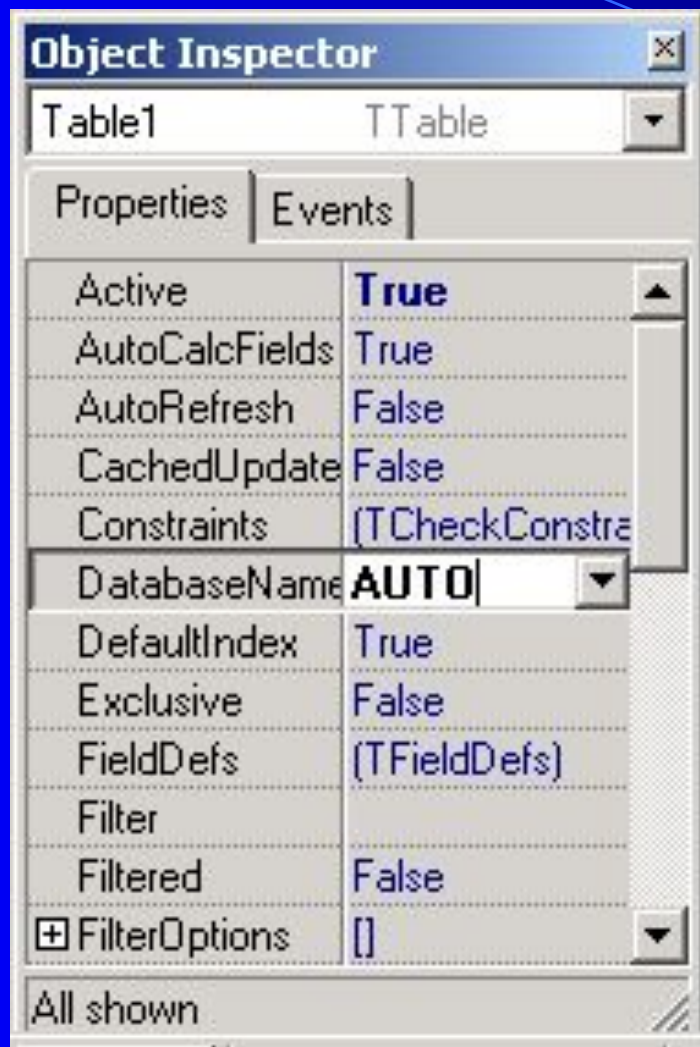 Object Inspector
Table1 TTable
Properties Events
Active True
AutoCalcFields True
AutoRefresh False
CachedUpdate False
Constraints (TCheckConstra
DatabaseName AUTO
DefaultIndex True
Exclusive False
FieldDefs (TFieldDefs)
Filter
Filtered False
FilterOptions []
All shown